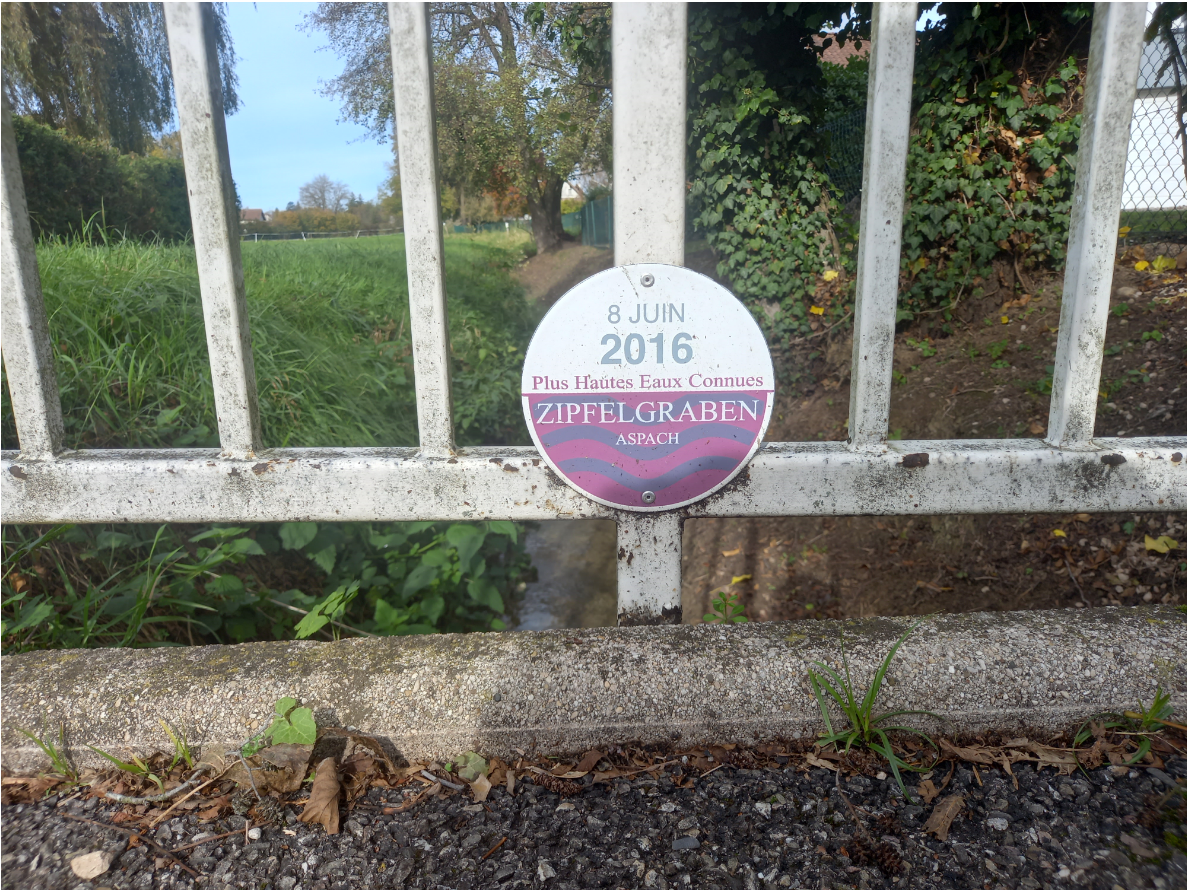 8 JUIN
2016
Plus Hautes Eaux Connues
ZIPFELGRABEN
ASPACH